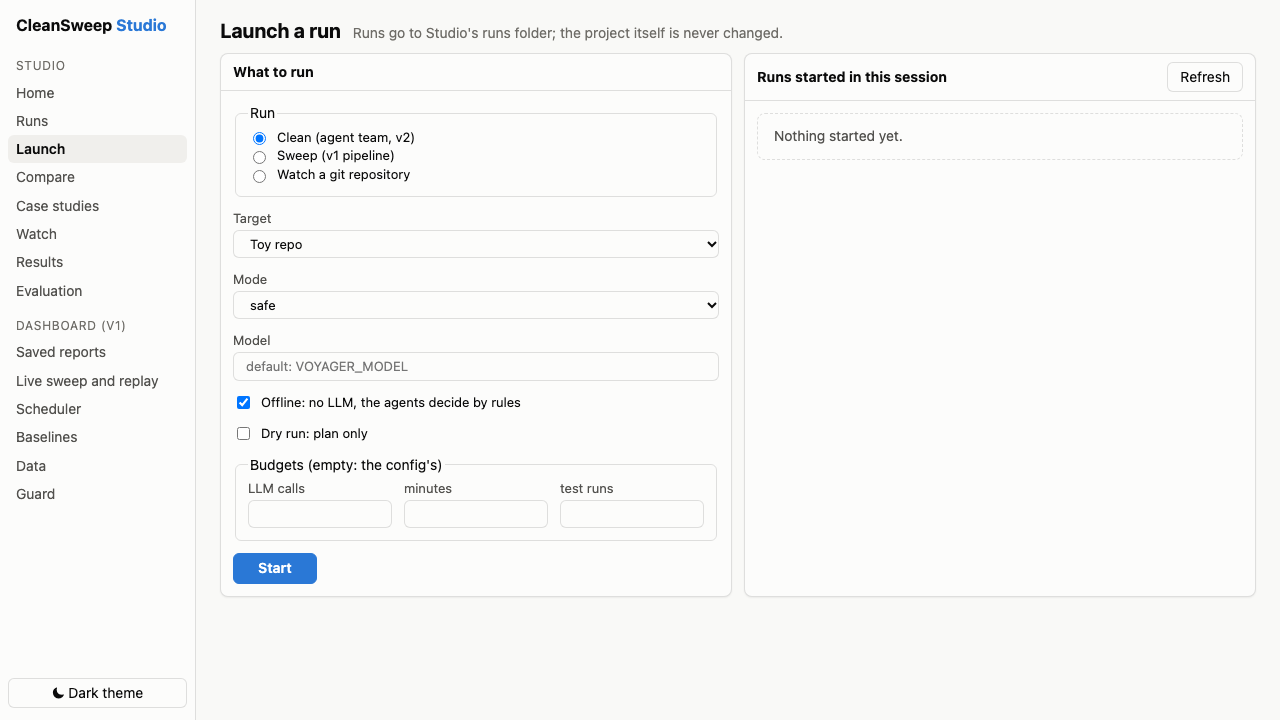 CleanSweep Studio
STUDIO
Home
Runs
Launch
Compare
Case studies
Watch
Results
Evaluation
DASHBOARD (V1)
Saved reports
Live sweep and replay
Scheduler
Baselines
Data
Guard
Dark theme
Launch a run Runs go to Studio's runs folder; the project itself is never changed.
What to run
Run
Clean (agent team, v2)
Sweep (v1 pipeline)
Watch a git repository
Target
Toy repo
Mode
safe
Model
default: VOYAGER_MODEL
Offline: no LLM, the agents decide by rules
Dry run: plan only
Budgets (empty: the config's)
LLM calls minutes test runs
Start
Runs started in this session Refresh
Nothing started yet.